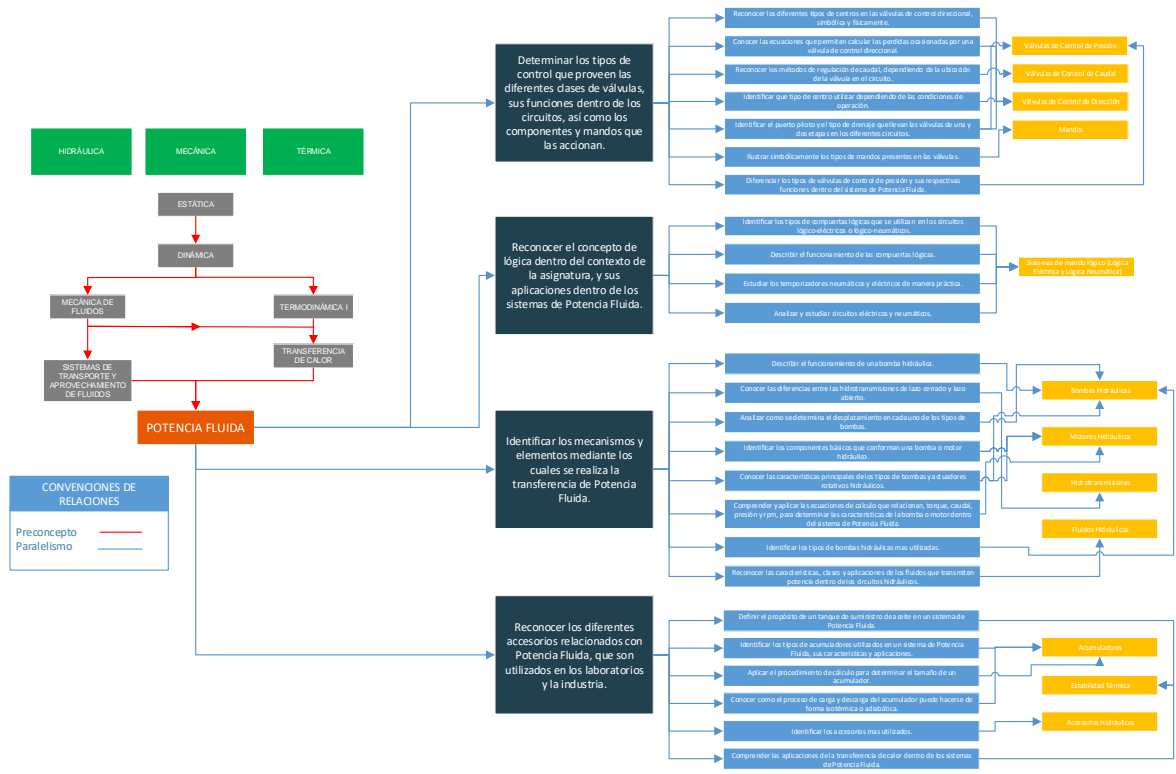 HIDRÁULICA
MECÁNICA
TÉRMICA
ESTÁTICA
DINÁMICA
MECÁNICA DE
FLUIDOS
TERMODINÁMICA I
TRANSFERENCIA
DE CALOR
SISTEMAS DE
TRANSPORTE Y
APROVECHAMIENTO
DE FLUIDOS
POTENCIA FLUIDA
CONVENCIONES DE
RELACIONES
Preconcepto
Paralelismo
Determinar los tipos de
control que proveen las
diferentes clases de válvulas,
sus funciones dentro de los
circuitos, así como los
componentes y mandos que
las accionan.
Reconocer los diferentes tipos de centros en las válvulas de control direccional,
simbólica y físicamente.
Conocer las ecuaciones que permiten calcular las perdidas ocasionadas por una
válvula de control direccional.
Reconocer los métodos de regulación de caudal, dependiendo de la ubicación
de la válvula en el circuito.
Identificar que tipo de centro utilizar dependiendo de las condiciones de
operación.
Identificar el puerto piloto y el tipo de drenaje que llevan las válvulas de una y
dos etapas en los diferentes circuitos.
Ilustrar simbólicamente los tipos de mandos presentes en las válvulas.
Diferenciar los tipos de válvulas de control de presión y sus respectivas
funciones dentro del sistema de Potencia Fluida.
Válvulas de Control de Presión
Válvulas de Control de Caudal
Válvulas de Control de Dirección
Mandos
Reconocer el concepto de
lógica dentro del contexto de
la asignatura, y sus
aplicaciones dentro de los
sistemas de Potencia Fluida.
Identificar los tipos de compuertas lógicas que se utilizan en los circuitos
lógico-eléctricos o lógico-neumáticos.
Describir el funcionamiento de las compuertas lógicas.
Estudiar los temporizadores neumáticos y eléctricos de manera práctica.
Analizar y estudiar circuitos eléctricos y neumáticos.
Sistemas de mando lógico (Lógica
Eléctrica y Lógica Neumática)
Identificar los mecanismos y
elementos mediante los
cuales se realiza la
transferencia de Potencia
Fluida.
Describir el funcionamiento de una bomba hidráulica.
Conocer las diferencias entre las hidrotransmisiones de lazo cerrado y lazo
abierto.
Analizar como se determina el desplazamiento en cada uno de los tipos de
bombas.
Identificar los componentes básicos que conforman una bomba o motor
hidráulico.
Conocer las características principales de los tipos de bombas y actuadores
rotativos hidráulicos.
Comprender y aplicar las ecuaciones de calculo que relacionan, torque, caudal,
presión y rpm, para determinar las características de la bomba o motor dentro
del sistema de Potencia Fluida.
Identificar los tipos de bombas hidráulicas mas utilizadas.
Reconocer las características, clases y aplicaciones de los fluidos que transmiten
potencia dentro de los circuitos hidráulicos.
Bombas Hidráulicas
Motores Hidráulicos
Hidrotransmisiones
Fluidos Hidráulicos
Reconocer los diferentes
accesorios relacionados con
Potencia Fluida, que son
utilizados en los laboratorios
y la industria.
Definir el propósito de un tanque de suministro de aceite en un sistema de
Potencia Fluida.
Identificar los tipos de acumuladores utilizados en un sistema de Potencia
Fluida, sus características y aplicaciones.
Aplicar el procedimiento de cálculo para determinar el tamaño de un
acumulador.
Conocer como el proceso de carga y descarga del acumulador puede hacerse de
forma isotérmica o adiabática.
Identificar los accesorios mas utilizados.
Comprender las aplicaciones de la transferencia de calor dentro de los sistemas
de Potencia Fluida.
Acumuladores
Estabilidad Térmica
Accesorios Hidráulicos